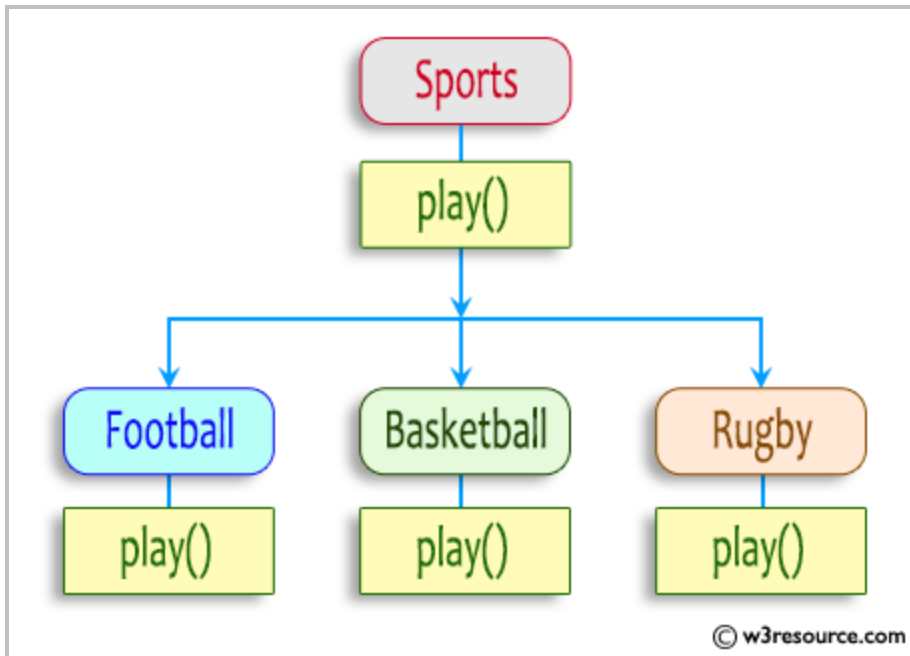 Sports
play()
Football
Basketball
Rugby
play()
play()
play()
© w3resource.com